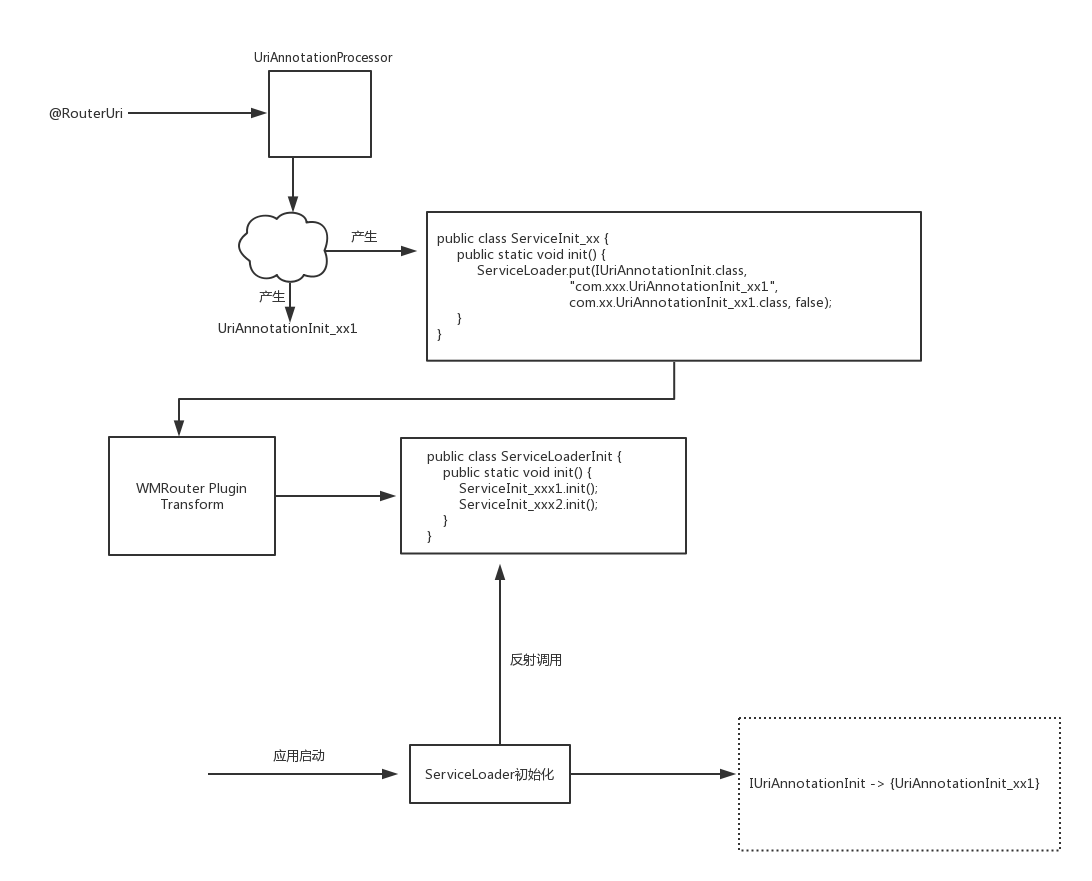 UriAnnotationProcessor
@RouterUri
产生
public class ServiceInit_xx {
public static void init() {
ServiceLoader.put(IUriAnnotationInit.class,
"com.xxx.UriAnnotationInit_xx1",
com.xx.UriAnnotationInit_xx1.class, false);
}
}
产生
UriAnnotationInit_xx1
WMRouter Plugin
Transform
public class ServiceLoaderInit {
public static void init() {
ServiceInit_xxx1.init();
ServiceInit_xxx2.init();
}
}
反射调用
应用启动
ServiceLoader初始化
IUriAnnotationInit -> {UriAnnotationInit_xx1}